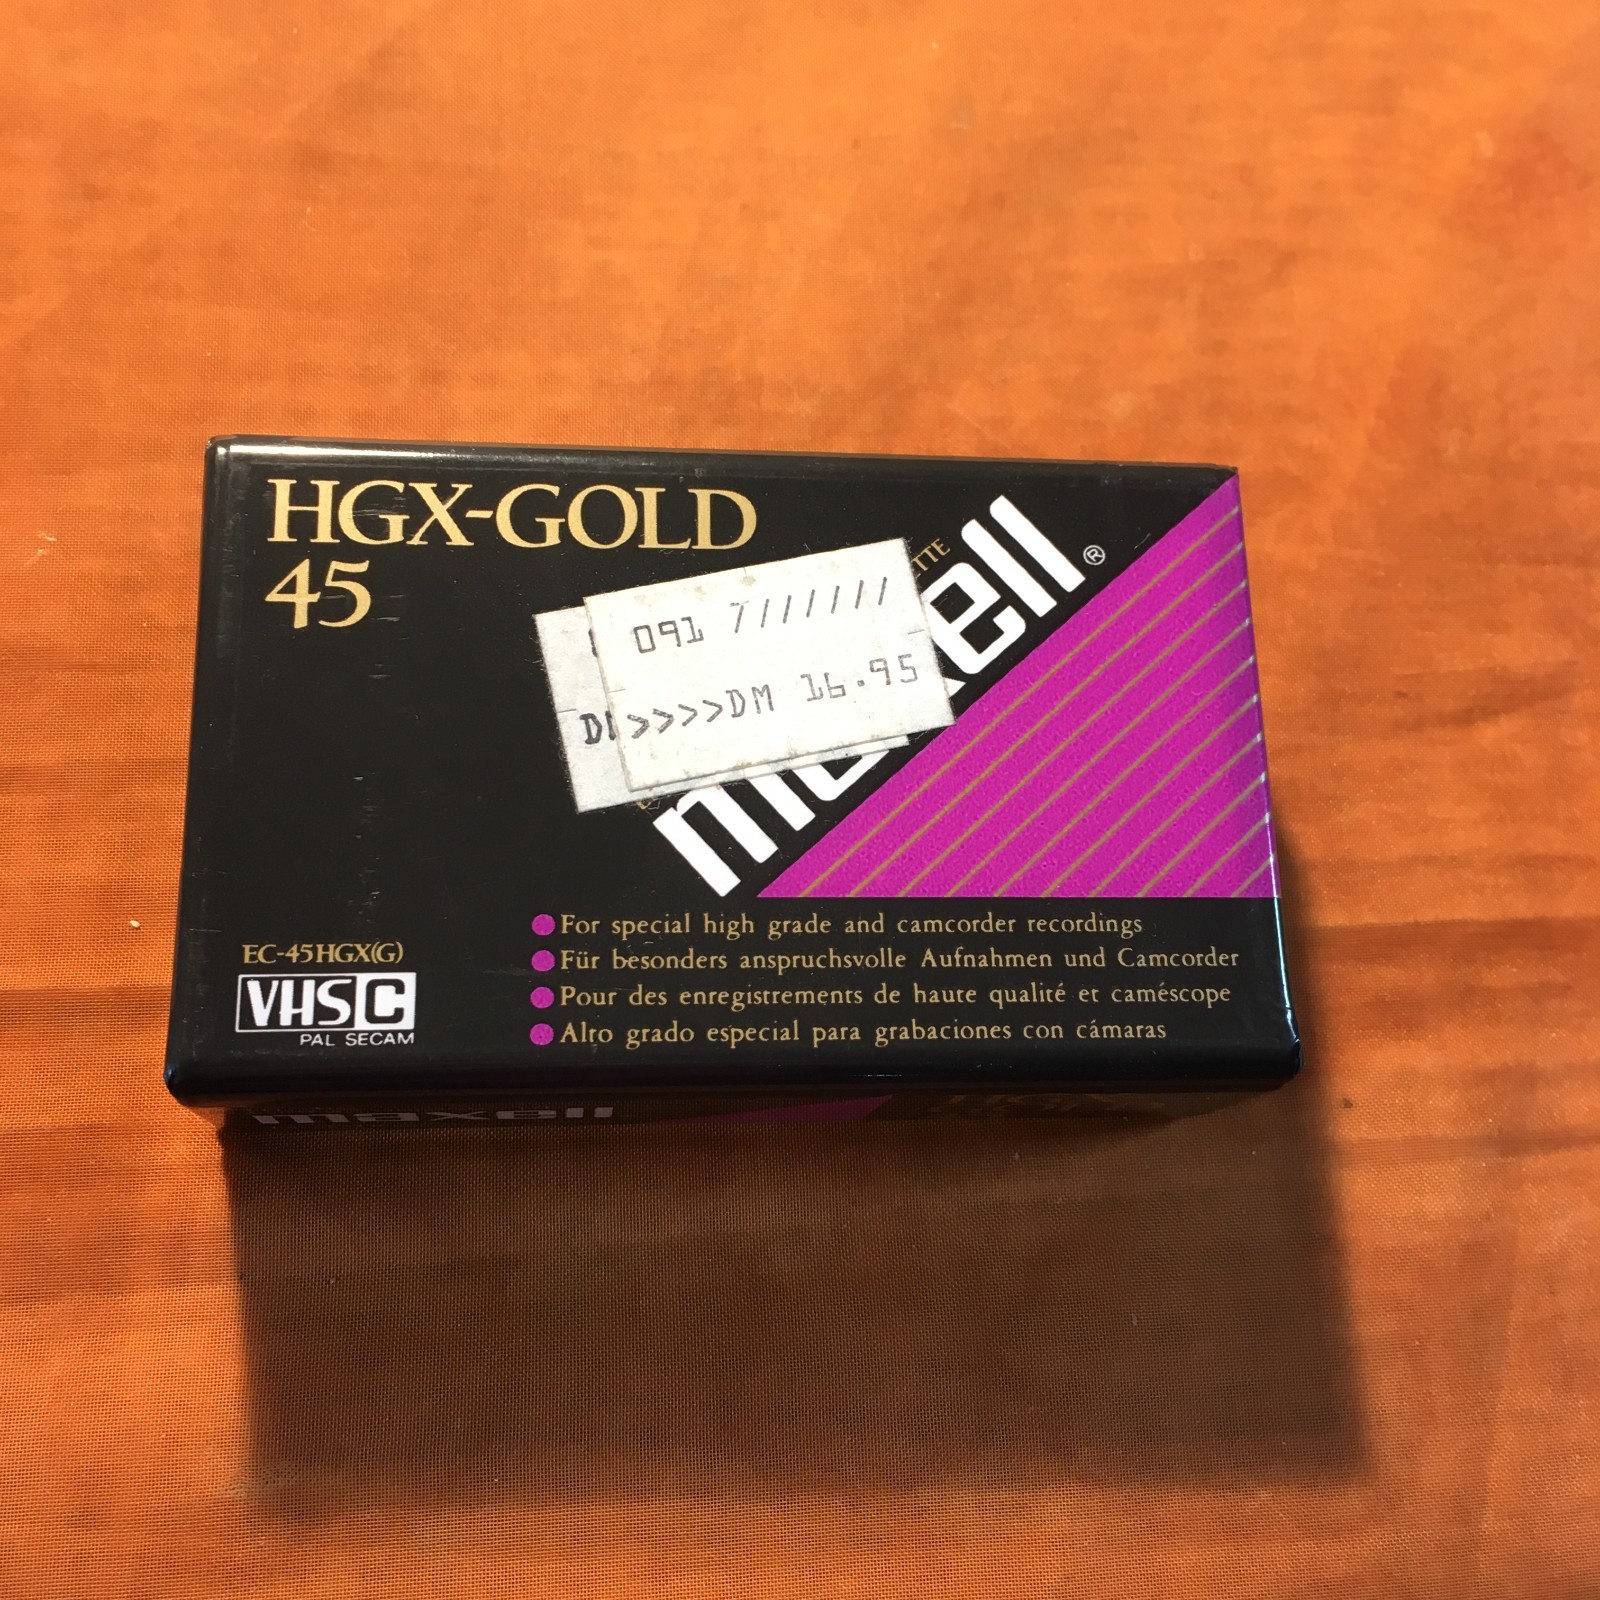 HGX-GOLD
45
maxell®
091 7///////
>>>>DM 16.95
EC-45HGX(G)
VHS C
PAL SECAM
For special high grade and camcorder recordings
Für besonders anspruchsvolle Aufnahmen und Camcorder
Pour des enregistrements de haute qualité et caméscope
Alto grado especial para grabaciones con cámaras
maxell
HGX